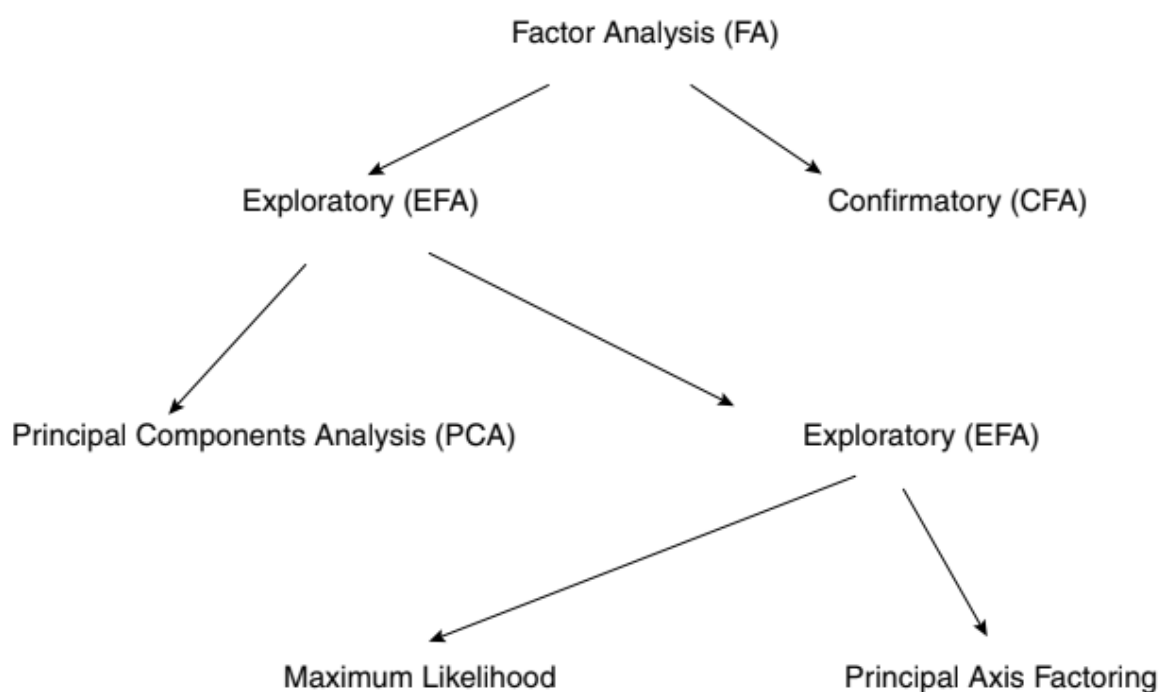 Factor Analysis (FA)
Exploratory (EFA)
Confirmatory (CFA)
Principal Components Analysis (PCA)
Exploratory (EFA)
Maximum Likelihood
Principal Axis Factoring